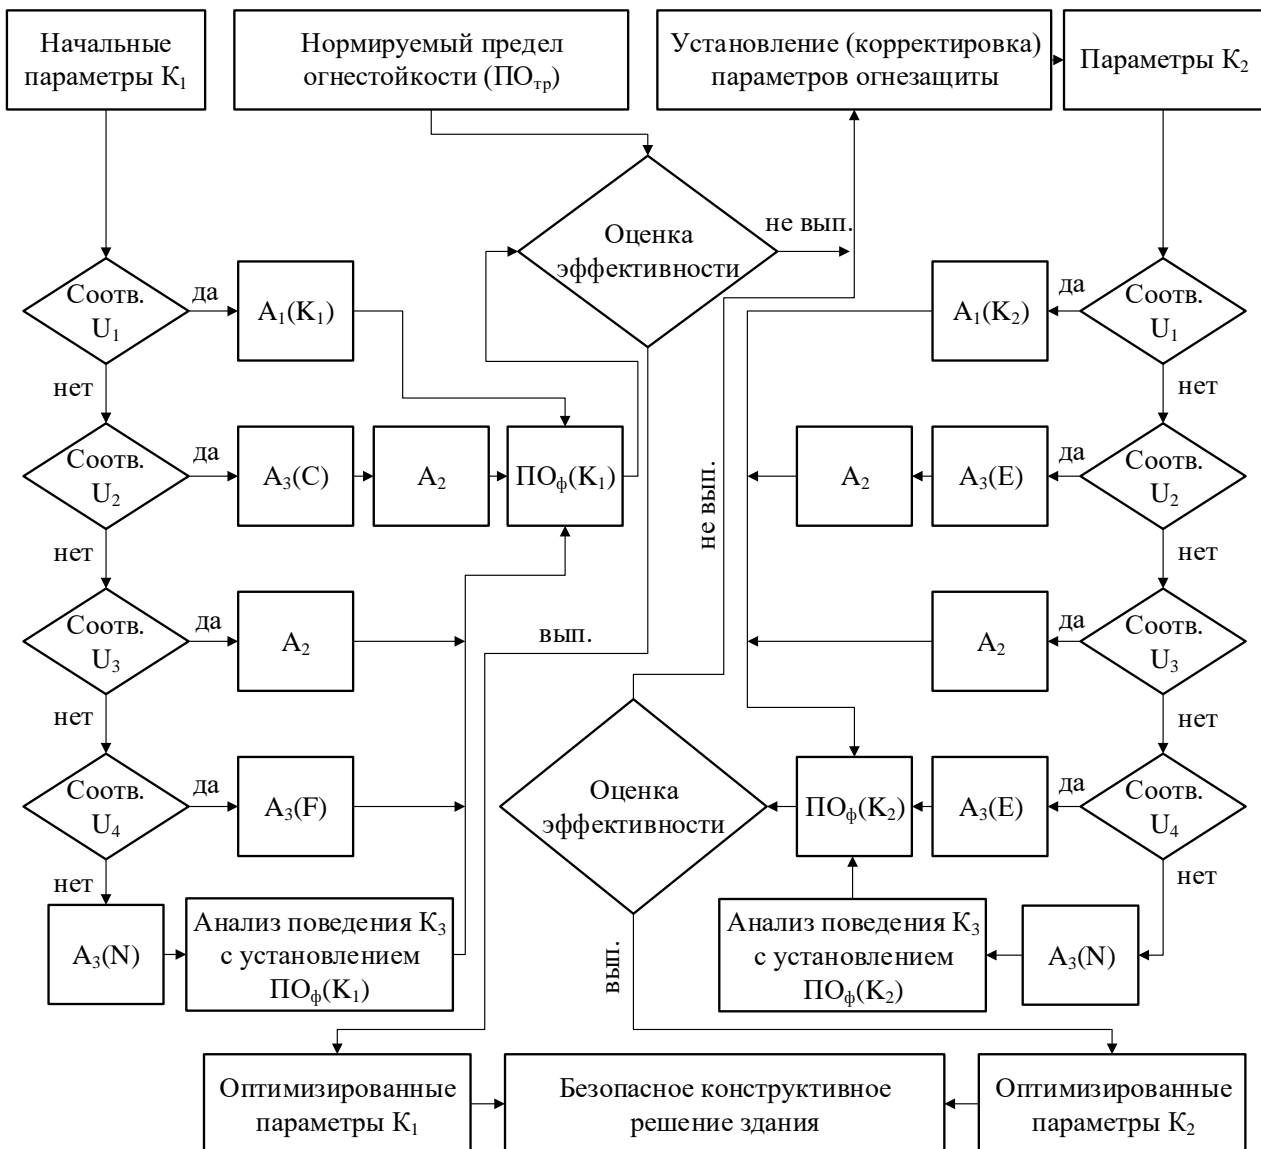 Начальные
параметры К₁
Нормируемый предел
огнестойкости (ПОтр)
Установление (корректировка)
параметров огнезащиты
Параметры К₂
Оценка
эффективности
не вып.
Соотв.
U₁
да
A₁(K₁)
нет
A₁(K₂)
да
Соотв.
U₁
нет
Соотв.
U₂
да
A₃(C)
A₂
ПОф(K₁)
нет
не вып.
A₂
A₃(E)
да
Соотв.
U₂
нет
Соотв.
U₃
да
A₂
нет
вып.
A₂
да
Соотв.
U₃
нет
Соотв.
U₄
да
A₃(F)
нет
Оценка
эффективности
ПОф(K₂)
A₃(E)
да
Соотв.
U₄
нет
A₃(N)
Анализ поведения К₃
с установлением
ПОф(K₁)
вып.
Анализ поведения К₃
с установлением
ПОф(K₂)
A₃(N)
Оптимизированные
параметры К₁
Безопасное конструктивное
решение здания
Оптимизированные
параметры К₂